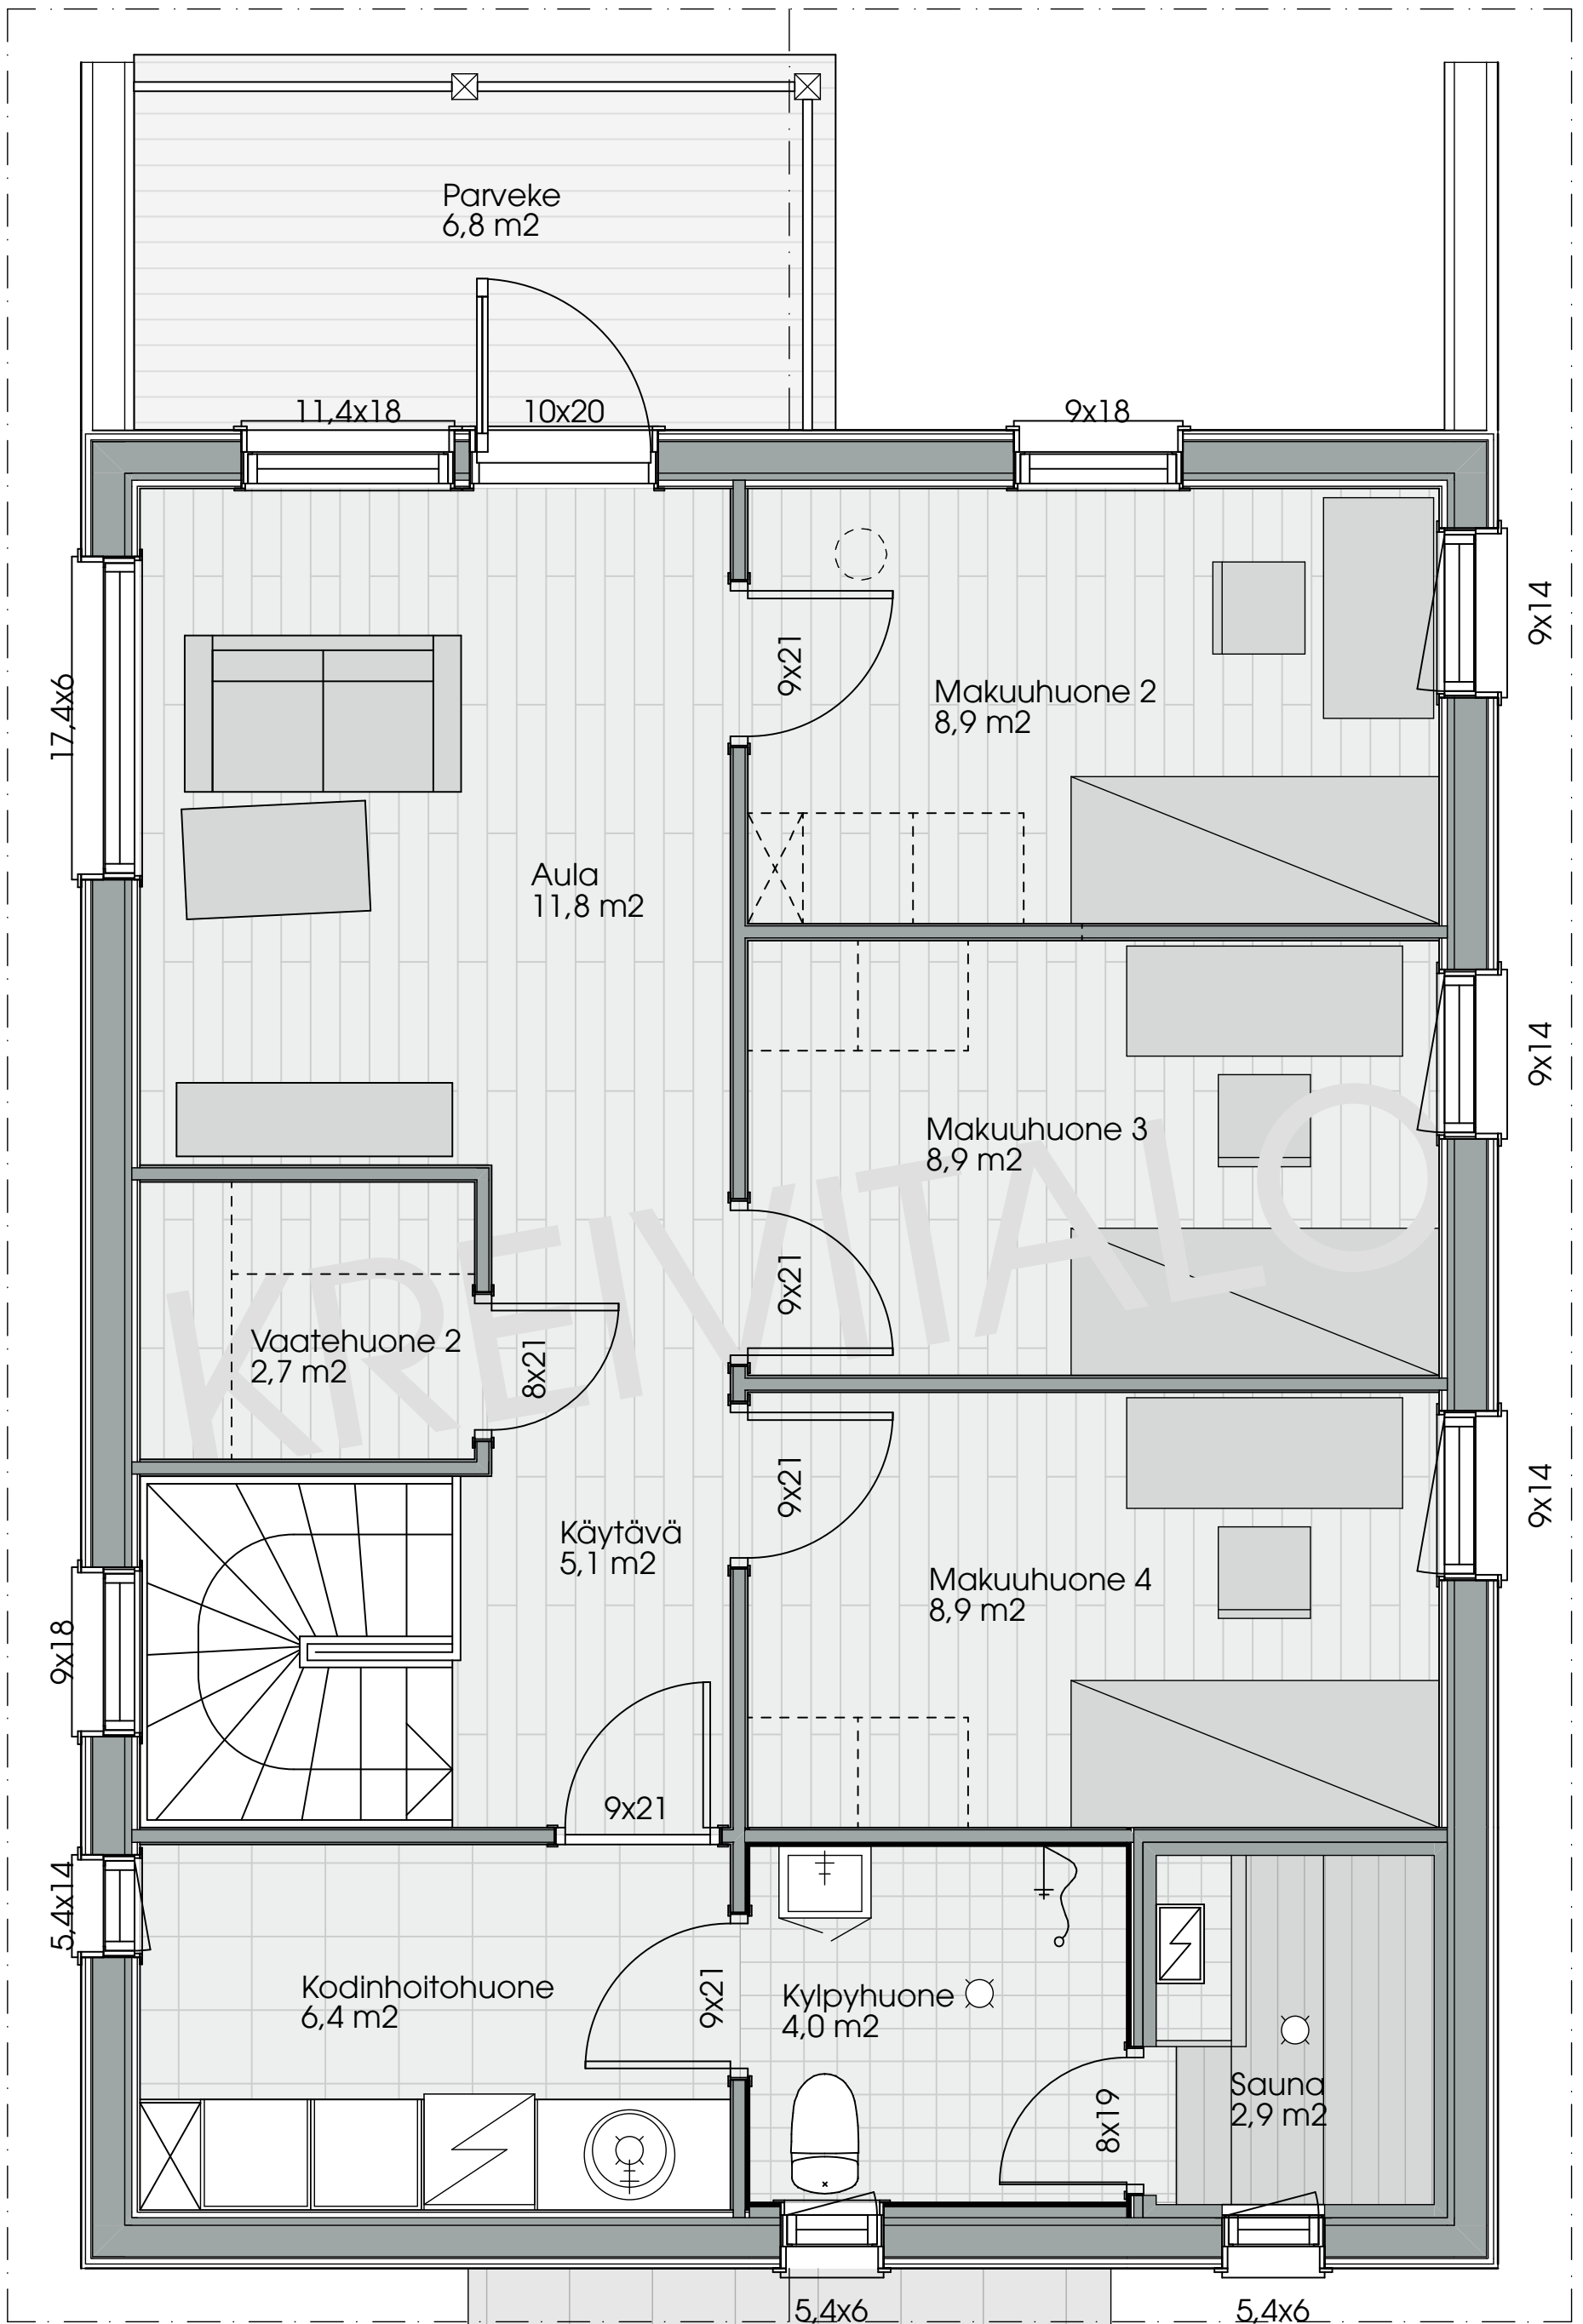 Parveke
6,8 m2
11,4x18
10x20
9x18
9x14
9x21
17,4x6
Makuuhuone 2
8,9 m2
Aula
11,8 m2
9x14
Makuuhuone 3
8,9 m2
KREIVITALO
9x21
Vaatehuone 2
2,7 m2
8x21
9x21
9x14
Käytävä
5,1 m2
Makuuhuone 4
8,9 m2
9x18
9x21
5,4x14
Kodinhoitohuone
6,4 m2
9x21
Kylpyhuone
4,0 m2
Sauna
2,9 m2
8x19
5,4x6
5,4x6